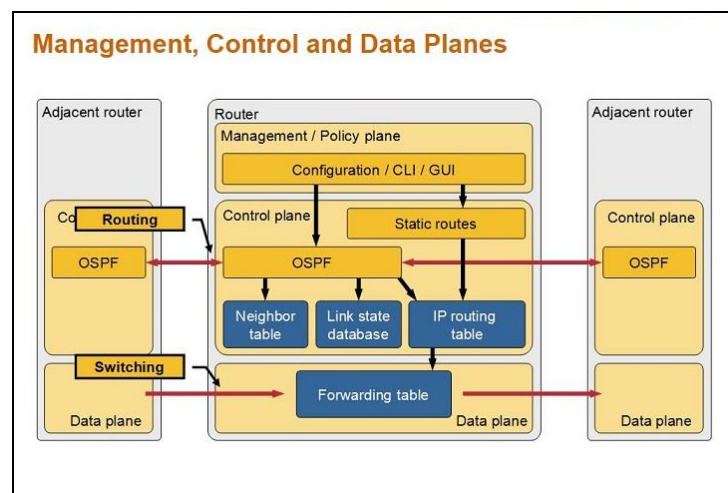 Management, Control and Data Planes
Adjacent router
Router
Adjacent router
Management / Policy plane
Configuration / CLI / GUI
Co
Routing
Control plane
Static routes
Control plane
OSPF
OSPF
OSPF
Neighbor
table
Link state
database
IP routing
table
Switching
Forwarding table
Data plane
Data plane
Data plane